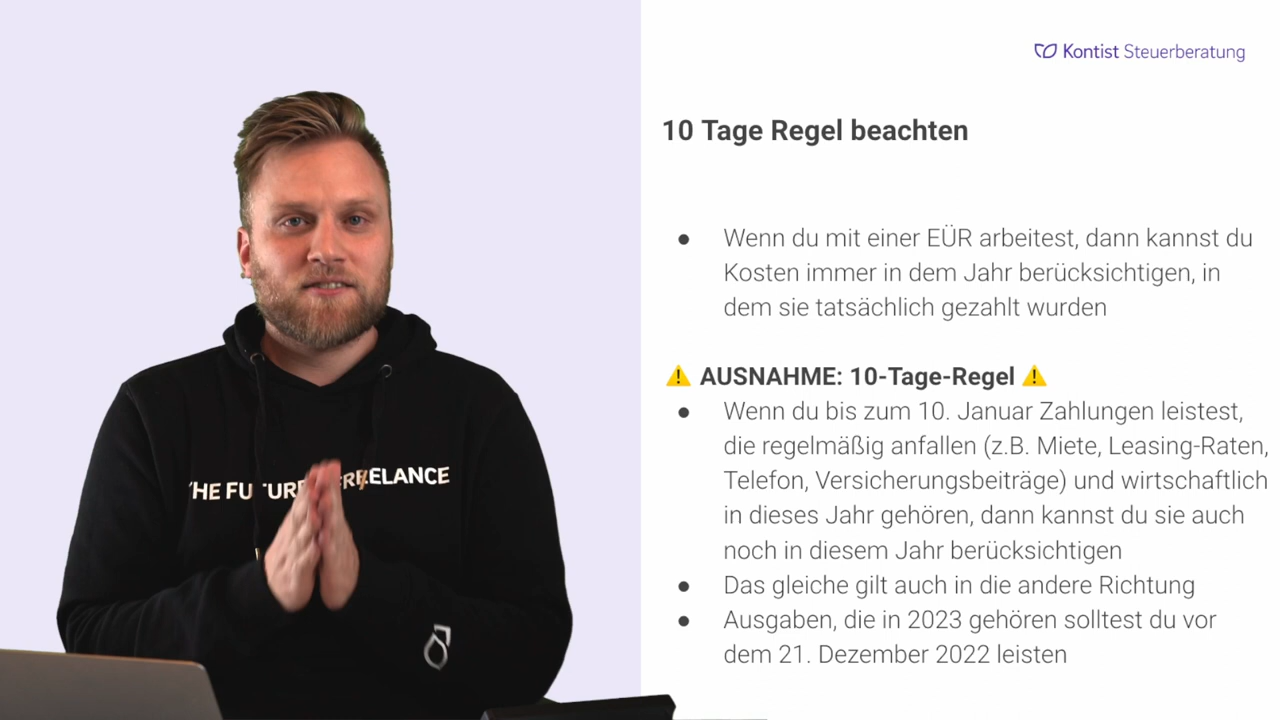 Kontist Steuerberatung
10 Tage Regel beachten
● Wenn du mit einer EÜR arbeitest, dann kannst du
Kosten immer in dem Jahr berücksichtigen, in
dem sie tatsächlich gezahlt wurden
⚠️ AUSNAHME: 10-Tage-Regel ⚠️
● Wenn du bis zum 10. Januar Zahlungen leistest,
die regelmäßig anfallen (z.B. Miete, Leasing-Raten,
Telefon, Versicherungsbeiträge) und wirtschaftlich
in dieses Jahr gehören, dann kannst du sie auch
noch in diesem Jahr berücksichtigen
● Das gleiche gilt auch in die andere Richtung
● Ausgaben, die in 2023 gehören solltest du vor
dem 21. Dezember 2022 leisten
THE FUTURE FREELANCE